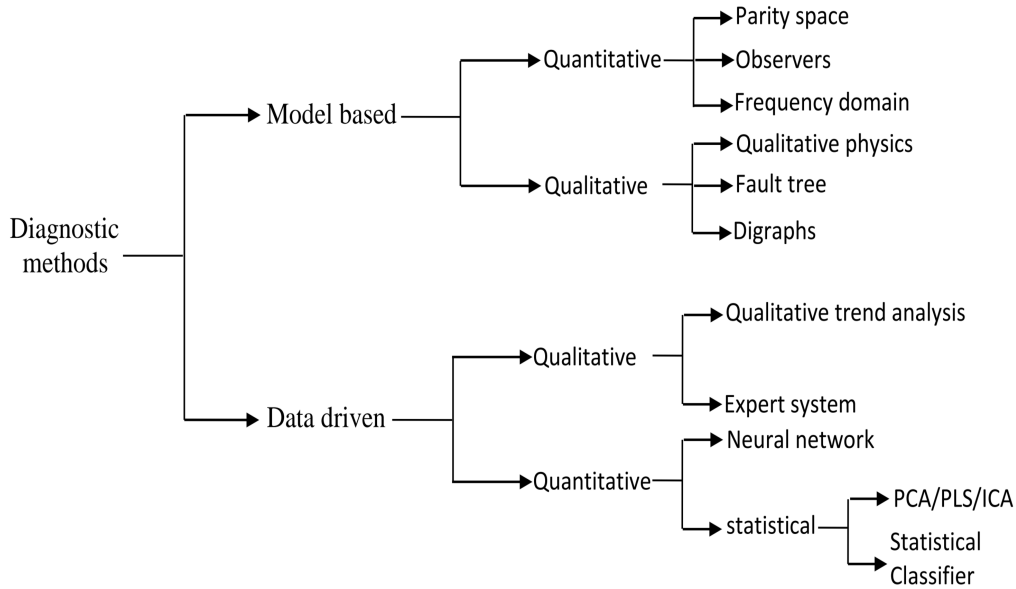 Diagnostic
methods
Model based
Quantitative
Parity space
Observers
Frequency domain
Qualitative
Qualitative physics
Fault tree
Digraphs
Data driven
Qualitative
Qualitative trend analysis
Expert system
Quantitative
Neural network
statistical
PCA/PLS/ICA
Statistical
Classifier